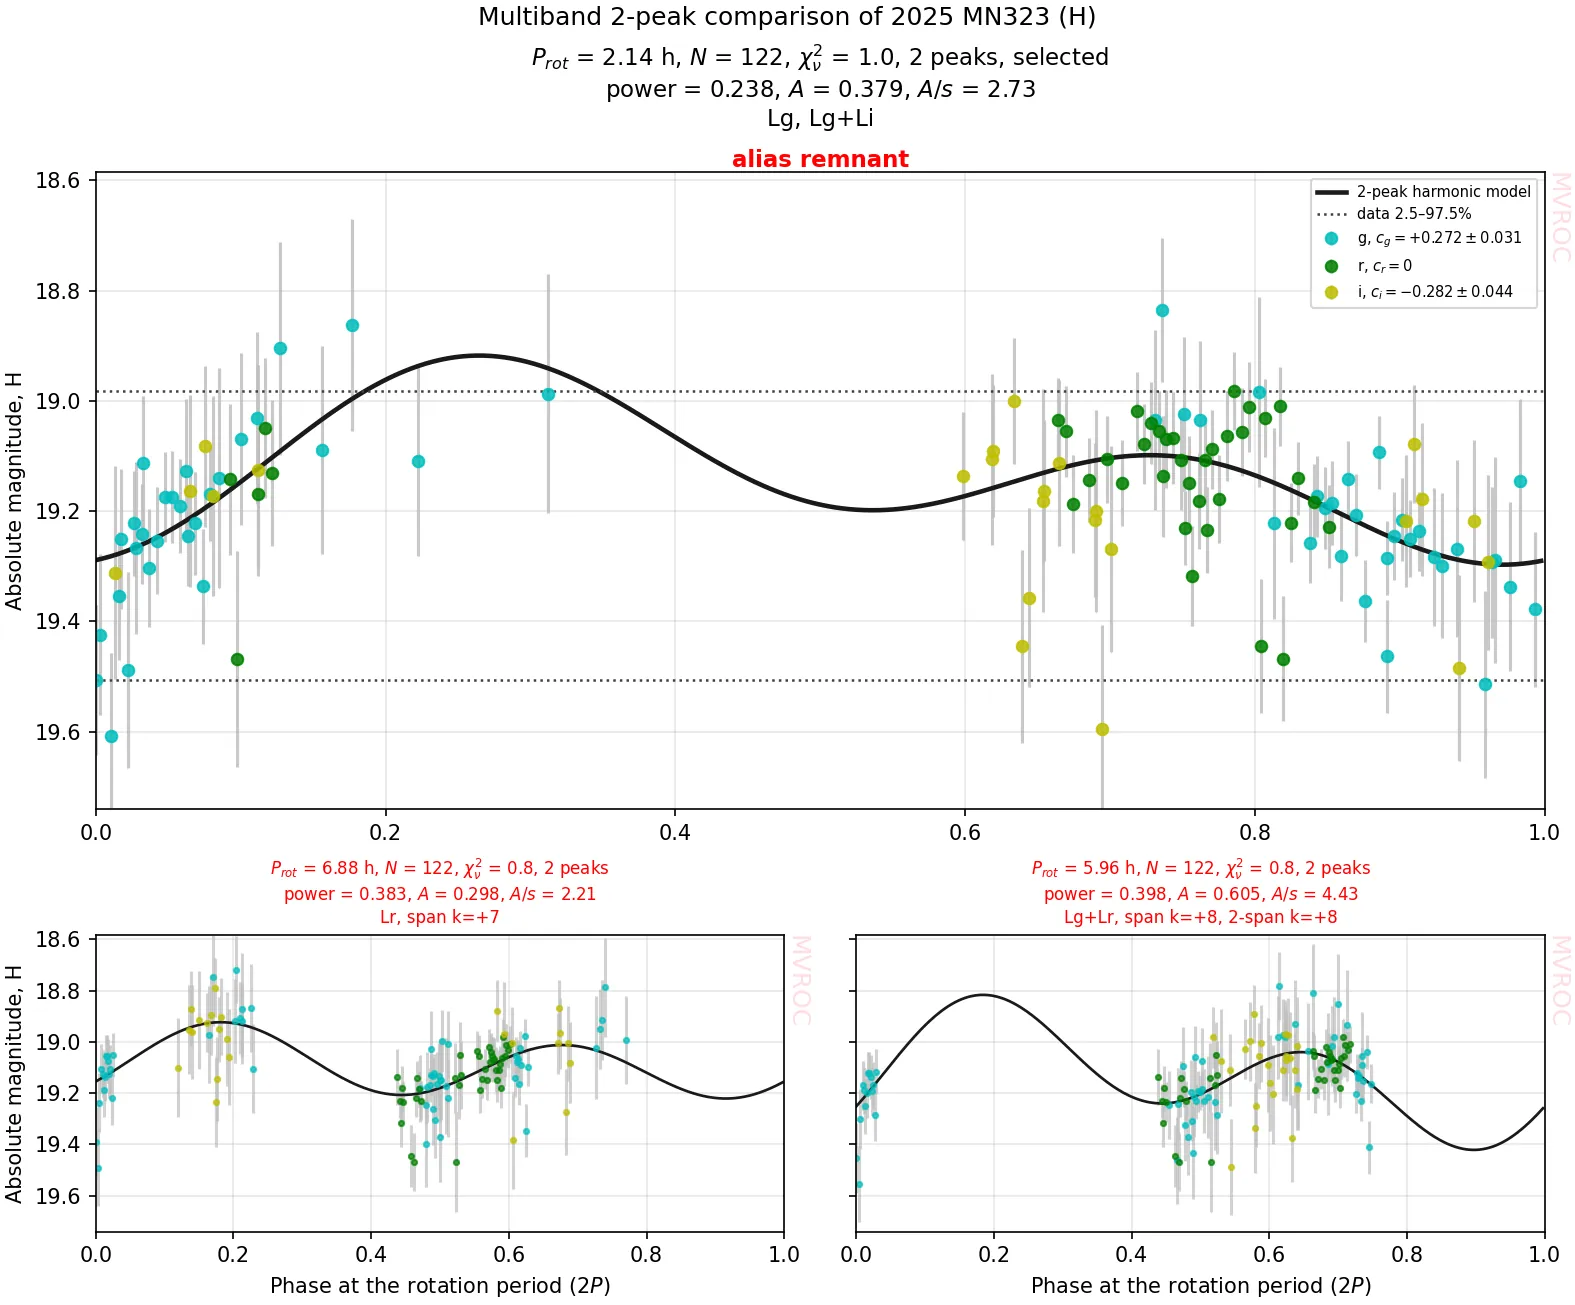 Multiband 2-peak comparison of 2025 MN323 (H)
P_rot = 2.14 h, N = 122, χ²_ν = 1.0, 2 peaks, selected
power = 0.238, A = 0.379, A/s = 2.73
Lg, Lg+Li
alias remnant
18.6
18.8
19.0
19.2
19.4
19.6
Absolute magnitude, H
2-peak harmonic model
data 2.5–97.5%
g, c_g = +0.272 ± 0.031
r, c_r = 0
i, c_i = −0.282 ± 0.044
MVROC
0.0 0.2 0.4 0.6 0.8 1.0
P_rot = 6.88 h, N = 122, χ²_ν = 0.8, 2 peaks
power = 0.383, A = 0.298, A/s = 2.21
Lr, span k=+7
18.6
18.8
19.0
19.2
19.4
19.6
Absolute magnitude, H
MVROC
0.0 0.2 0.4 0.6 0.8 1.0
Phase at the rotation period (2P)
P_rot = 5.96 h, N = 122, χ²_ν = 0.8, 2 peaks
power = 0.398, A = 0.605, A/s = 4.43
Lg+Lr, span k=+8, 2-span k=+8
MVROC
0.0 0.2 0.4 0.6 0.8 1.0
Phase at the rotation period (2P)